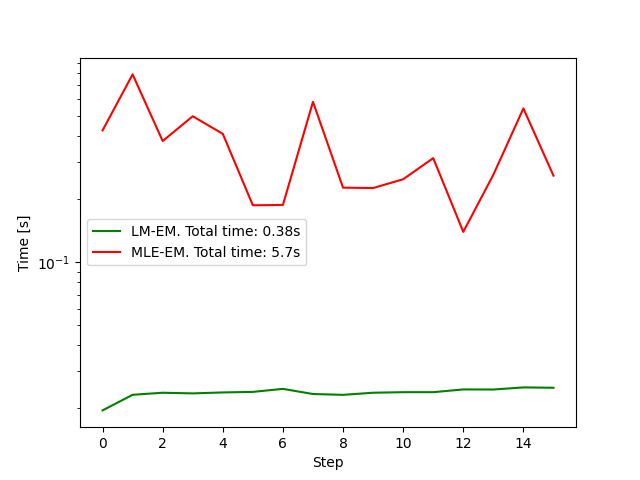 Time [s]
10⁻¹
LM-EM. Total time: 0.38s
MLE-EM. Total time: 5.7s
0 2 4 6 8 10 12 14
Step